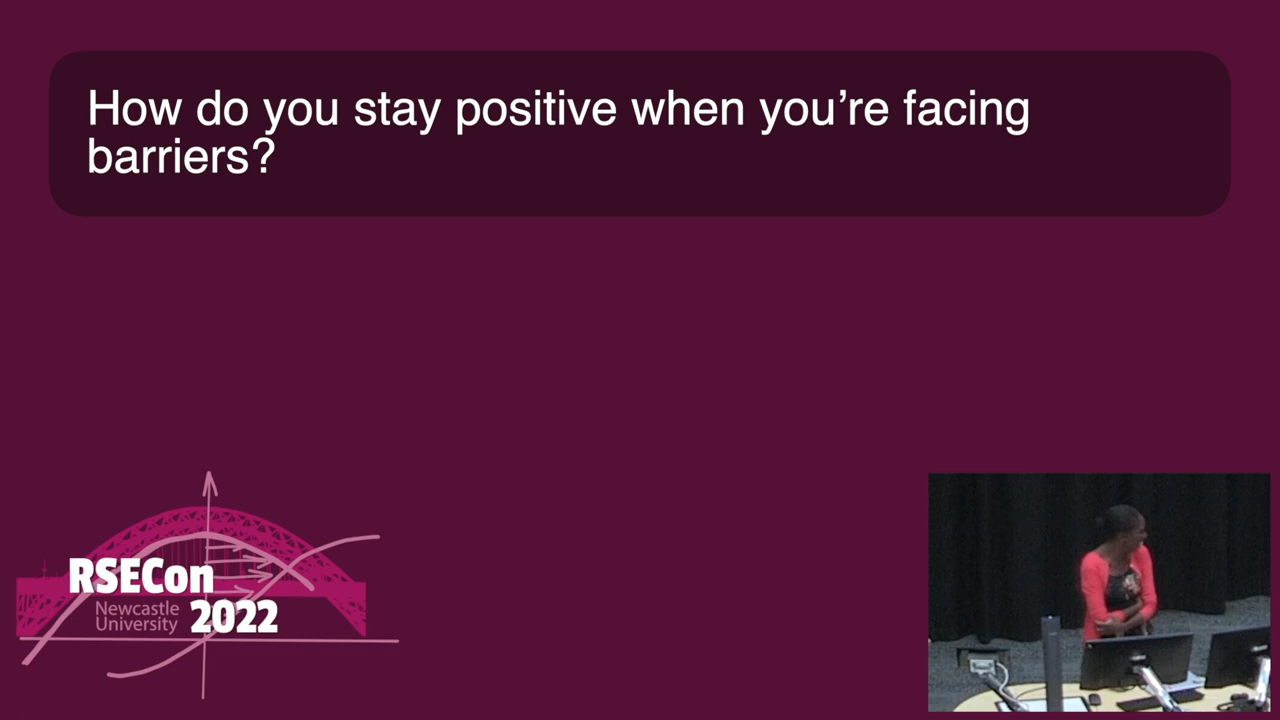 How do you stay positive when you’re facing
barriers?
RSECon
Newcastle
University
2022